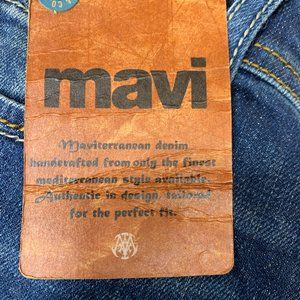 mavi
Maviterranean denim
handcrafted from only the finest
mediterranean style available.
Authentic in design, tailored
for the perfect fit.